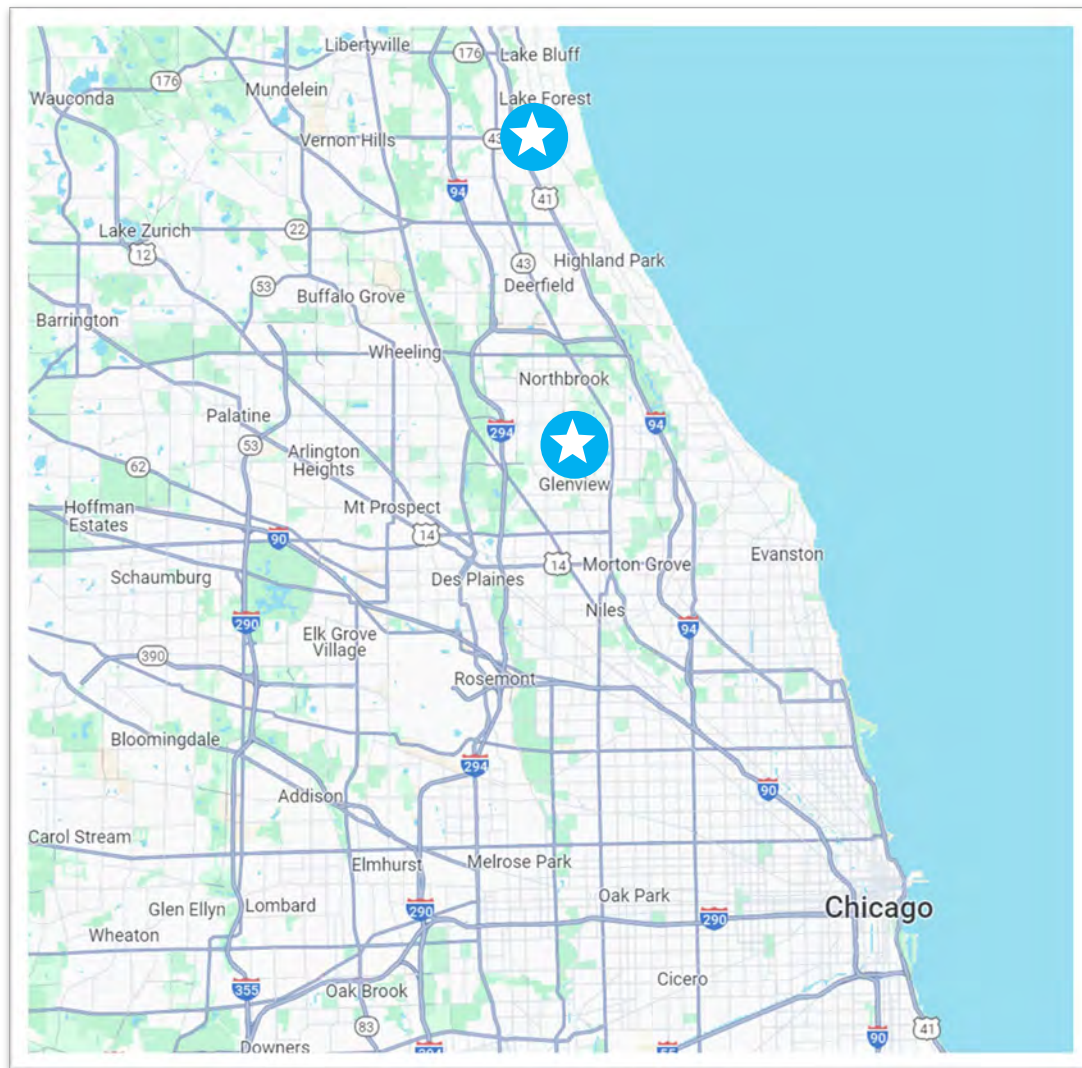 Libertyville
176
Lake Bluff
176
Mundelein
Wauconda
Lake Forest
Vernon Hills
43
94
41
Lake Zurich
22
12
43
Highland Park
53
Deerfield
Buffalo Grove
Barrington
Wheeling
Northbrook
Palatine
294
94
53
Arlington
Heights
62
Glenview
Hoffman
Estates
Mt Prospect
14
90
Evanston
14
Morton Grove
Schaumburg
Des Plaines
Niles
290
94
Elk Grove
Village
390
Rosemont
Bloomingdale
294
90
Addison
Carol Stream
Elmhurst
Melrose Park
Oak Park
Glen Ellyn
Lombard
290
290
Chicago
Wheaton
Cicero
355
Oak Brook
83
41
90
Downers